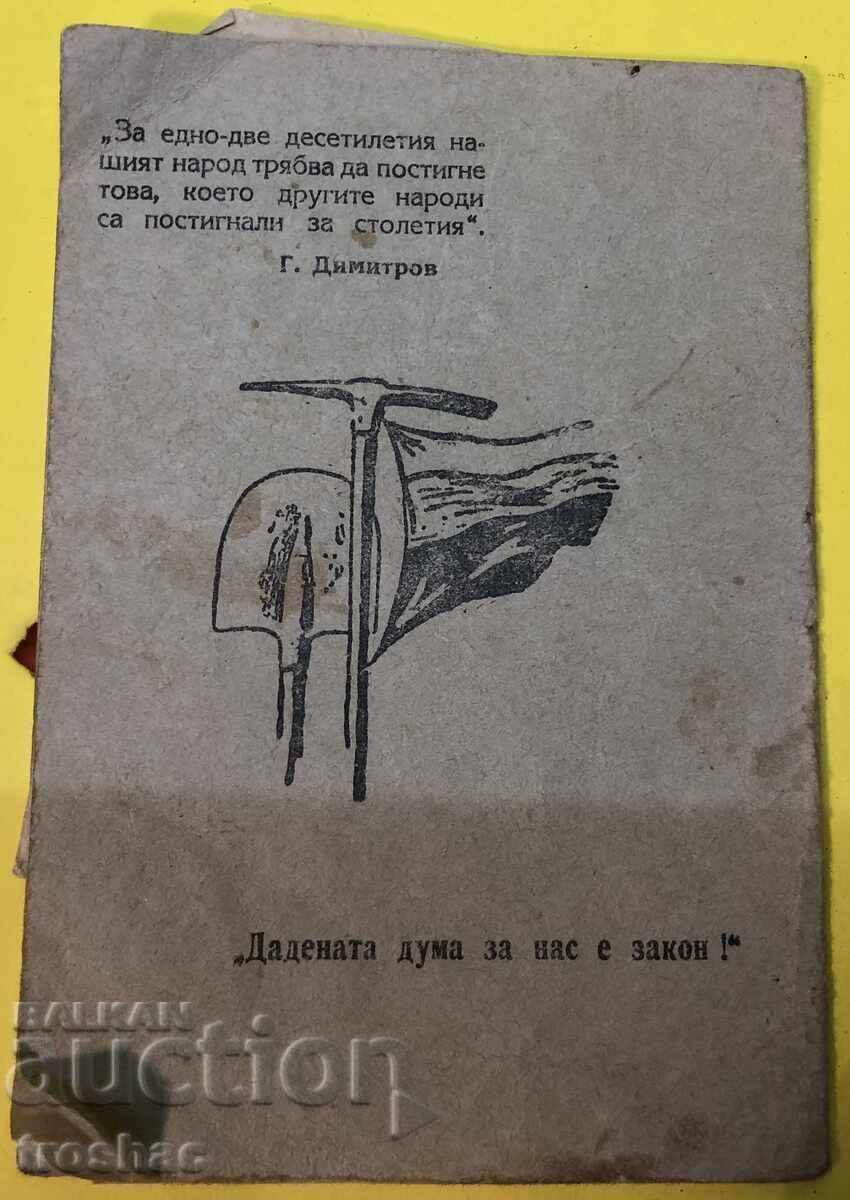 „За едно-две десетилетия на-
шият народ трябва да постигне
това, което другите народи
са постигнали за столетия“.
Г. Димитров
„Дадената дума за нас е закон !“
BALKAN
auction
troshac